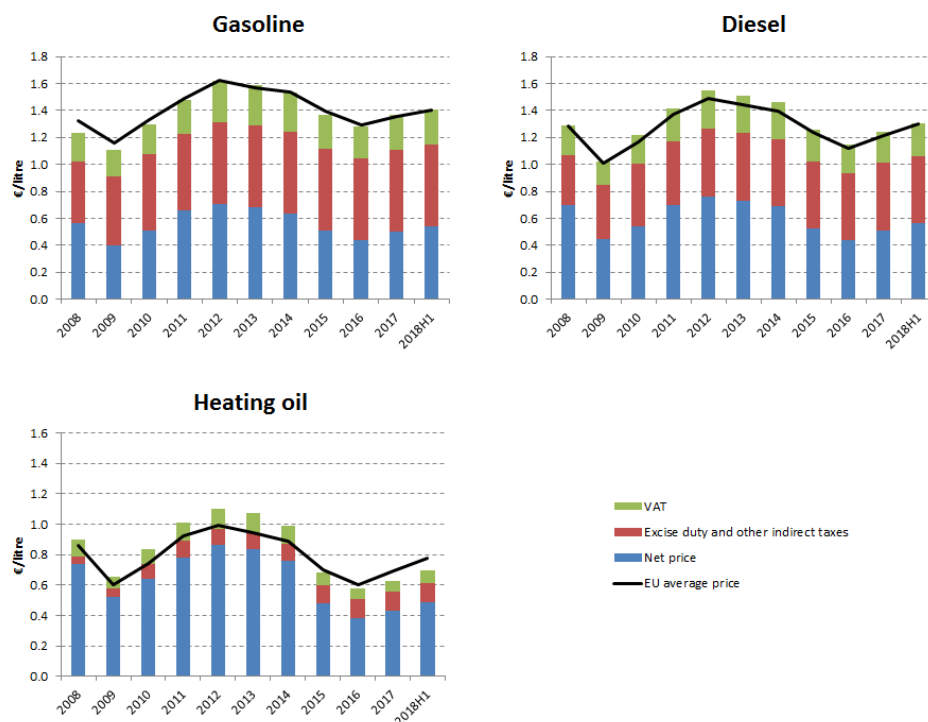 Gasoline
€/litre
1.8
1.6
1.4
1.2
1.0
0.8
0.6
0.4
0.2
0.0
2008 2009 2010 2011 2012 2013 2014 2015 2016 2017 2018H1
Diesel
€/litre
1.8
1.6
1.4
1.2
1.0
0.8
0.6
0.4
0.2
0.0
2008 2009 2010 2011 2012 2013 2014 2015 2016 2017 2018H1
Heating oil
€/litre
1.6
1.4
1.2
1.0
0.8
0.6
0.4
0.2
0.0
2008 2009 2010 2011 2012 2013 2014 2015 2016 2017 2018H1
VAT
Excise duty and other indirect taxes
Net price
EU average price